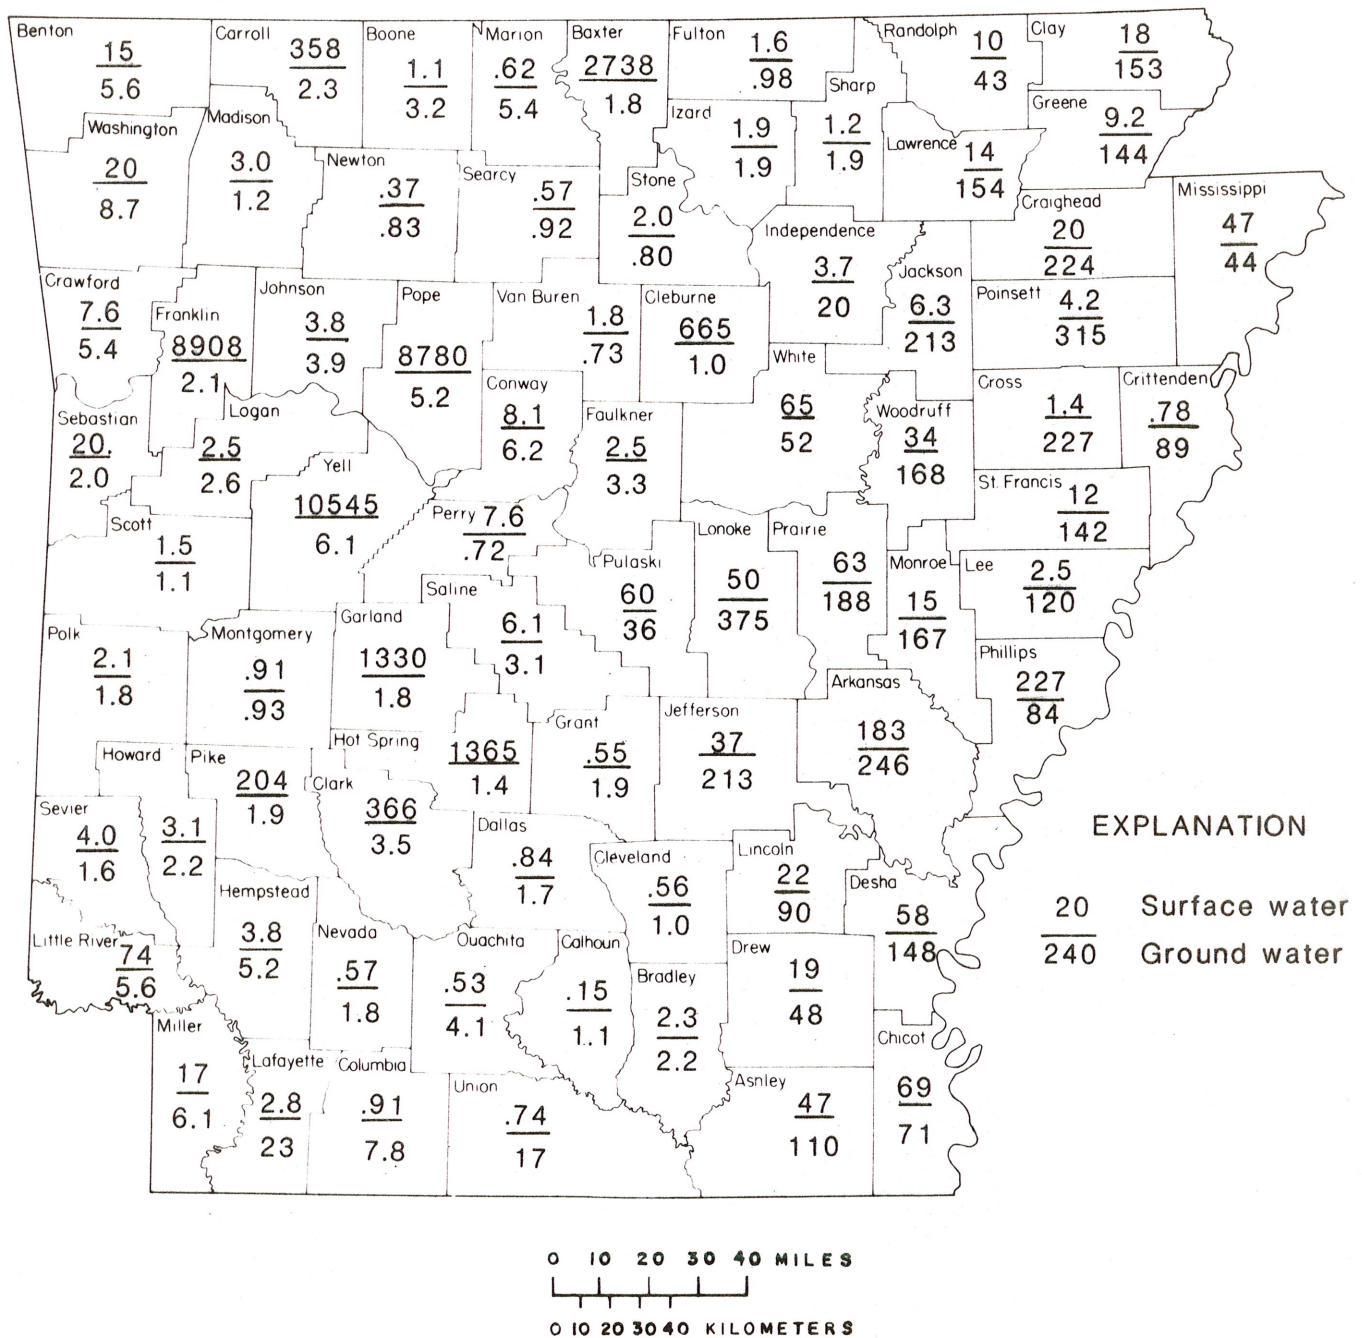 Benton
15
5.6
Carroll
358
2.3
Boone
1.1
3.2
Marion
.62
5.4
Baxter
2738
1.8
Fulton
1.6
.98
Sharp
1.2
1.9
Randolph
10
43
Clay
18
153
Greene
9.2
144
Washington
20
8.7
Madison
3.0
1.2
Newton
.37
.83
Searcy
.57
.92
Stone
2.0
.80
Izard
1.9
1.9
Lawrence
14
154
Craighead
20
224
Mississippi
47
44
Independence
3.7
20
Jackson
6.3
213
Poinsett
4.2
315
Crawford
7.6
5.4
Franklin
8908
2.1
Johnson
3.8
3.9
Pope
8780
5.2
Van Buren
1.8
.73
Cleburne
665
1.0
White
65
52
Woodruff
34
168
Cross
1.4
227
Crittenden
.78
89
Sebastian
20.
2.0
Logan
2.5
2.6
Conway
8.1
6.2
Faulkner
2.5
3.3
St. Francis
12
142
Scott
1.5
1.1
Yell
10545
6.1
Perry
7.6
.72
Pulaski
60
36
Lonoke
50
375
Prairie
63
188
Monroe
15
167
Lee
2.5
120
Phillips
227
84
Polk
2.1
1.8
Montgomery
.91
.93
Garland
1330
1.8
Saline
6.1
3.1
Hot Spring
1365
1.4
Grant
.55
1.9
Jefferson
37
213
Arkansas
183
246
Howard
3.1
2.2
Pike
204
1.9
Clark
366
3.5
Sevier
4.0
1.6
Dallas
.84
1.7
Cleveland
.56
1.0
Lincoln
22
90
Desha
58
148
Little River
74
5.6
Hempstead
3.8
5.2
Nevada
.57
1.8
Ouachita
.53
4.1
Calhoun
.15
1.1
Bradley
2.3
2.2
Drew
19
48
Miller
17
6.1
Lafayette
2.8
23
Columbia
.91
7.8
Union
.74
17
Ashley
47
110
Chicot
69
71
EXPLANATION
20 Surface water
240 Ground water
0 10 20 30 40 MILES
0 10 20 30 40 KILOMETERS